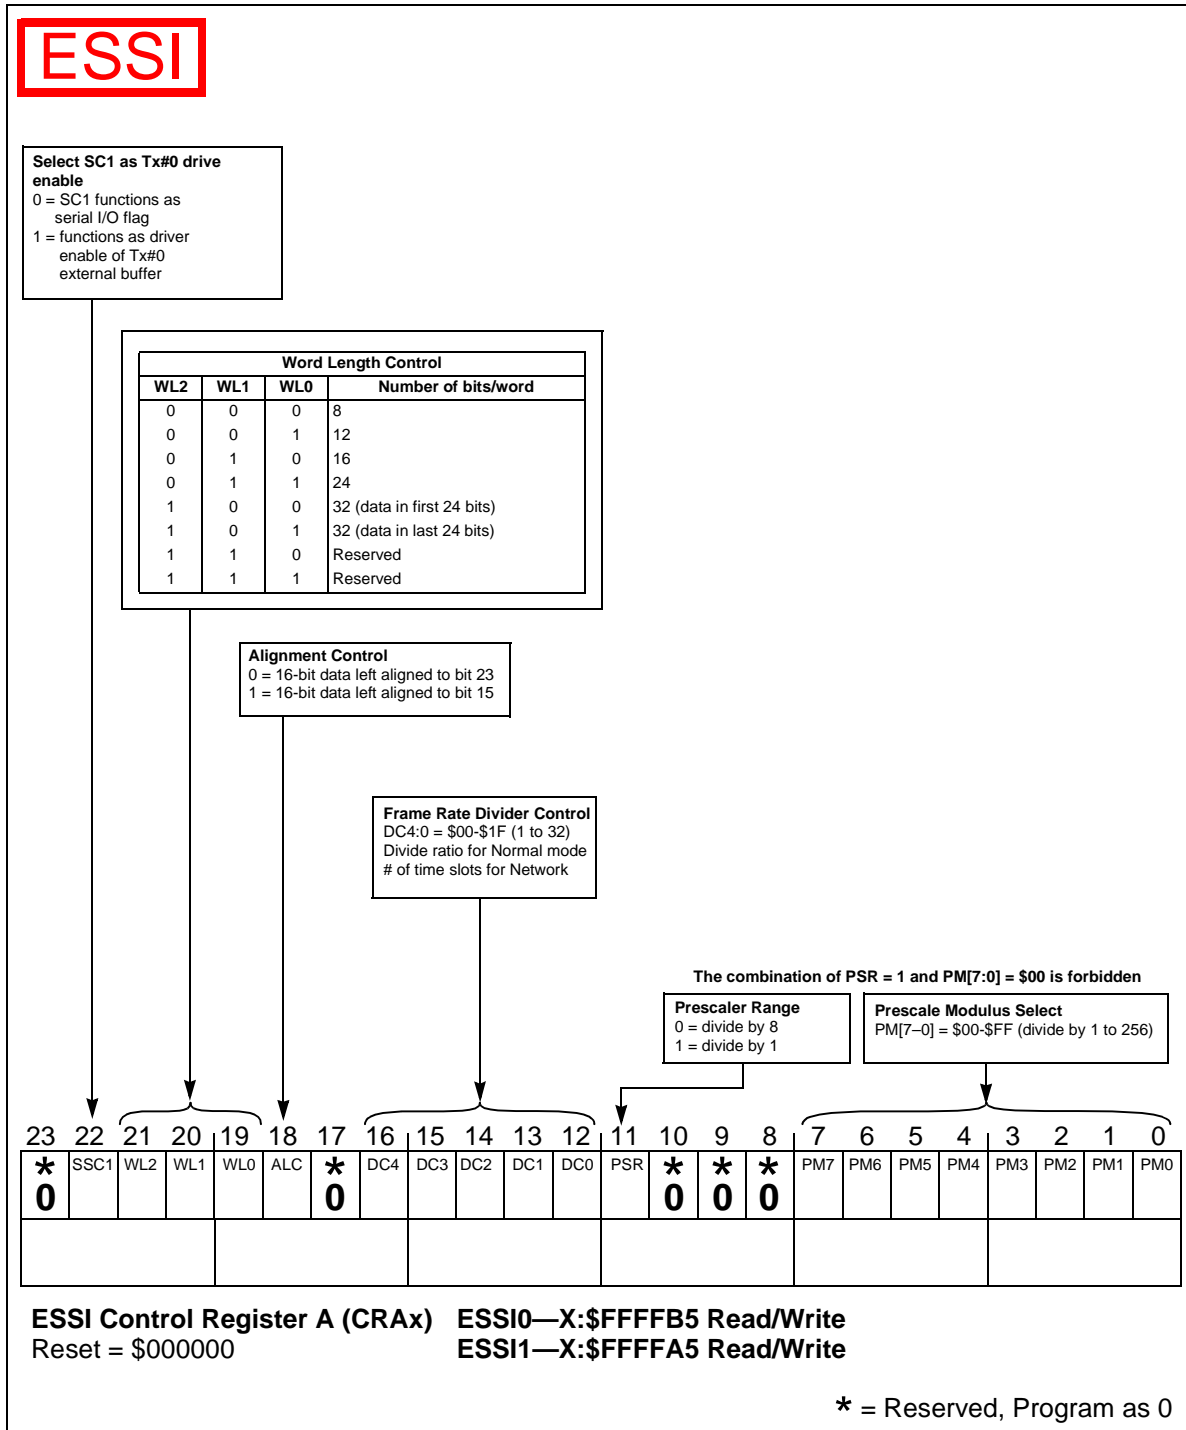 ESSI
Select SC1 as Tx#0 drive
enable
0 = SC1 functions as
serial I/O flag
1 = functions as driver
enable of Tx#0
external buffer
Word Length Control
WL2 WL1 WL0 Number of bits/word
0 0 0 8
0 0 1 12
0 1 0 16
0 1 1 24
1 0 0 32 (data in first 24 bits)
1 0 1 32 (data in last 24 bits)
1 1 0 Reserved
1 1 1 Reserved
Alignment Control
0 = 16-bit data left aligned to bit 23
1 = 16-bit data left aligned to bit 15
Frame Rate Divider Control
DC4:0 = $00-$1F (1 to 32)
Divide ratio for Normal mode
# of time slots for Network
The combination of PSR = 1 and PM[7:0] = $00 is forbidden
Prescaler Range
0 = divide by 8
1 = divide by 1
Prescale Modulus Select
PM[7–0] = $00-$FF (divide by 1 to 256)
23 22 21 20 19 18 17 16 15 14 13 12 11 10 9 8 7 6 5 4 3 2 1 0
* SSC1 WL2 WL1 WL0 ALC * DC4 DC3 DC2 DC1 DC0 PSR * * * PM7 PM6 PM5 PM4 PM3 PM2 PM1 PM0
0 0 0 0 0
ESSI Control Register A (CRAx) ESSI0—X:$FFFFB5 Read/Write
Reset = $000000 ESSI1—X:$FFFFA5 Read/Write
* = Reserved, Program as 0